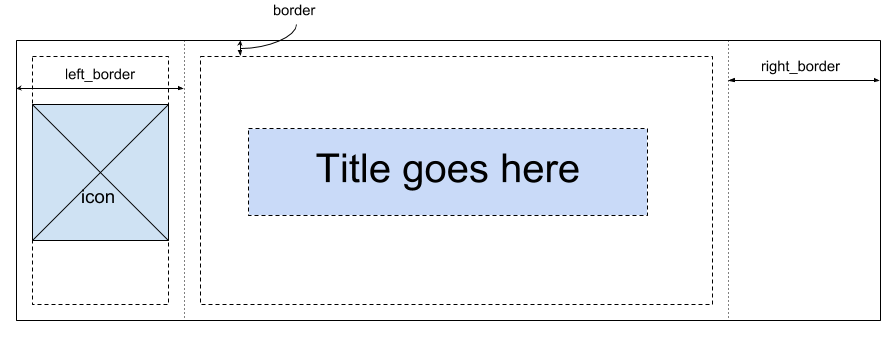 border
left_border
right_border
Title goes here
icon